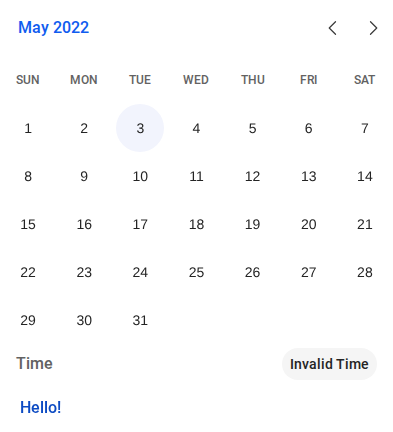 May 2022
SUN MON TUE WED THU FRI SAT
1 2 3 4 5 6 7
8 9 10 11 12 13 14
15 16 17 18 19 20 21
22 23 24 25 26 27 28
29 30 31
Time Invalid Time
Hello!